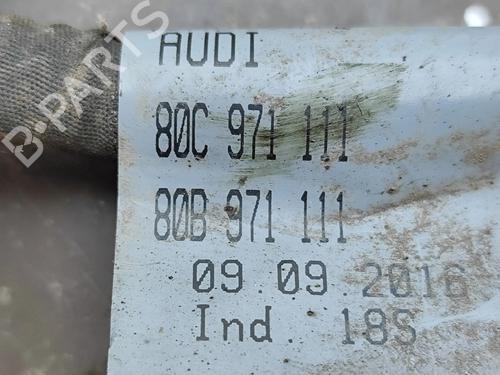 B-PARTS
AUDI
80C 971 111
80B 971 111
09.09.2016
Ind. 18S